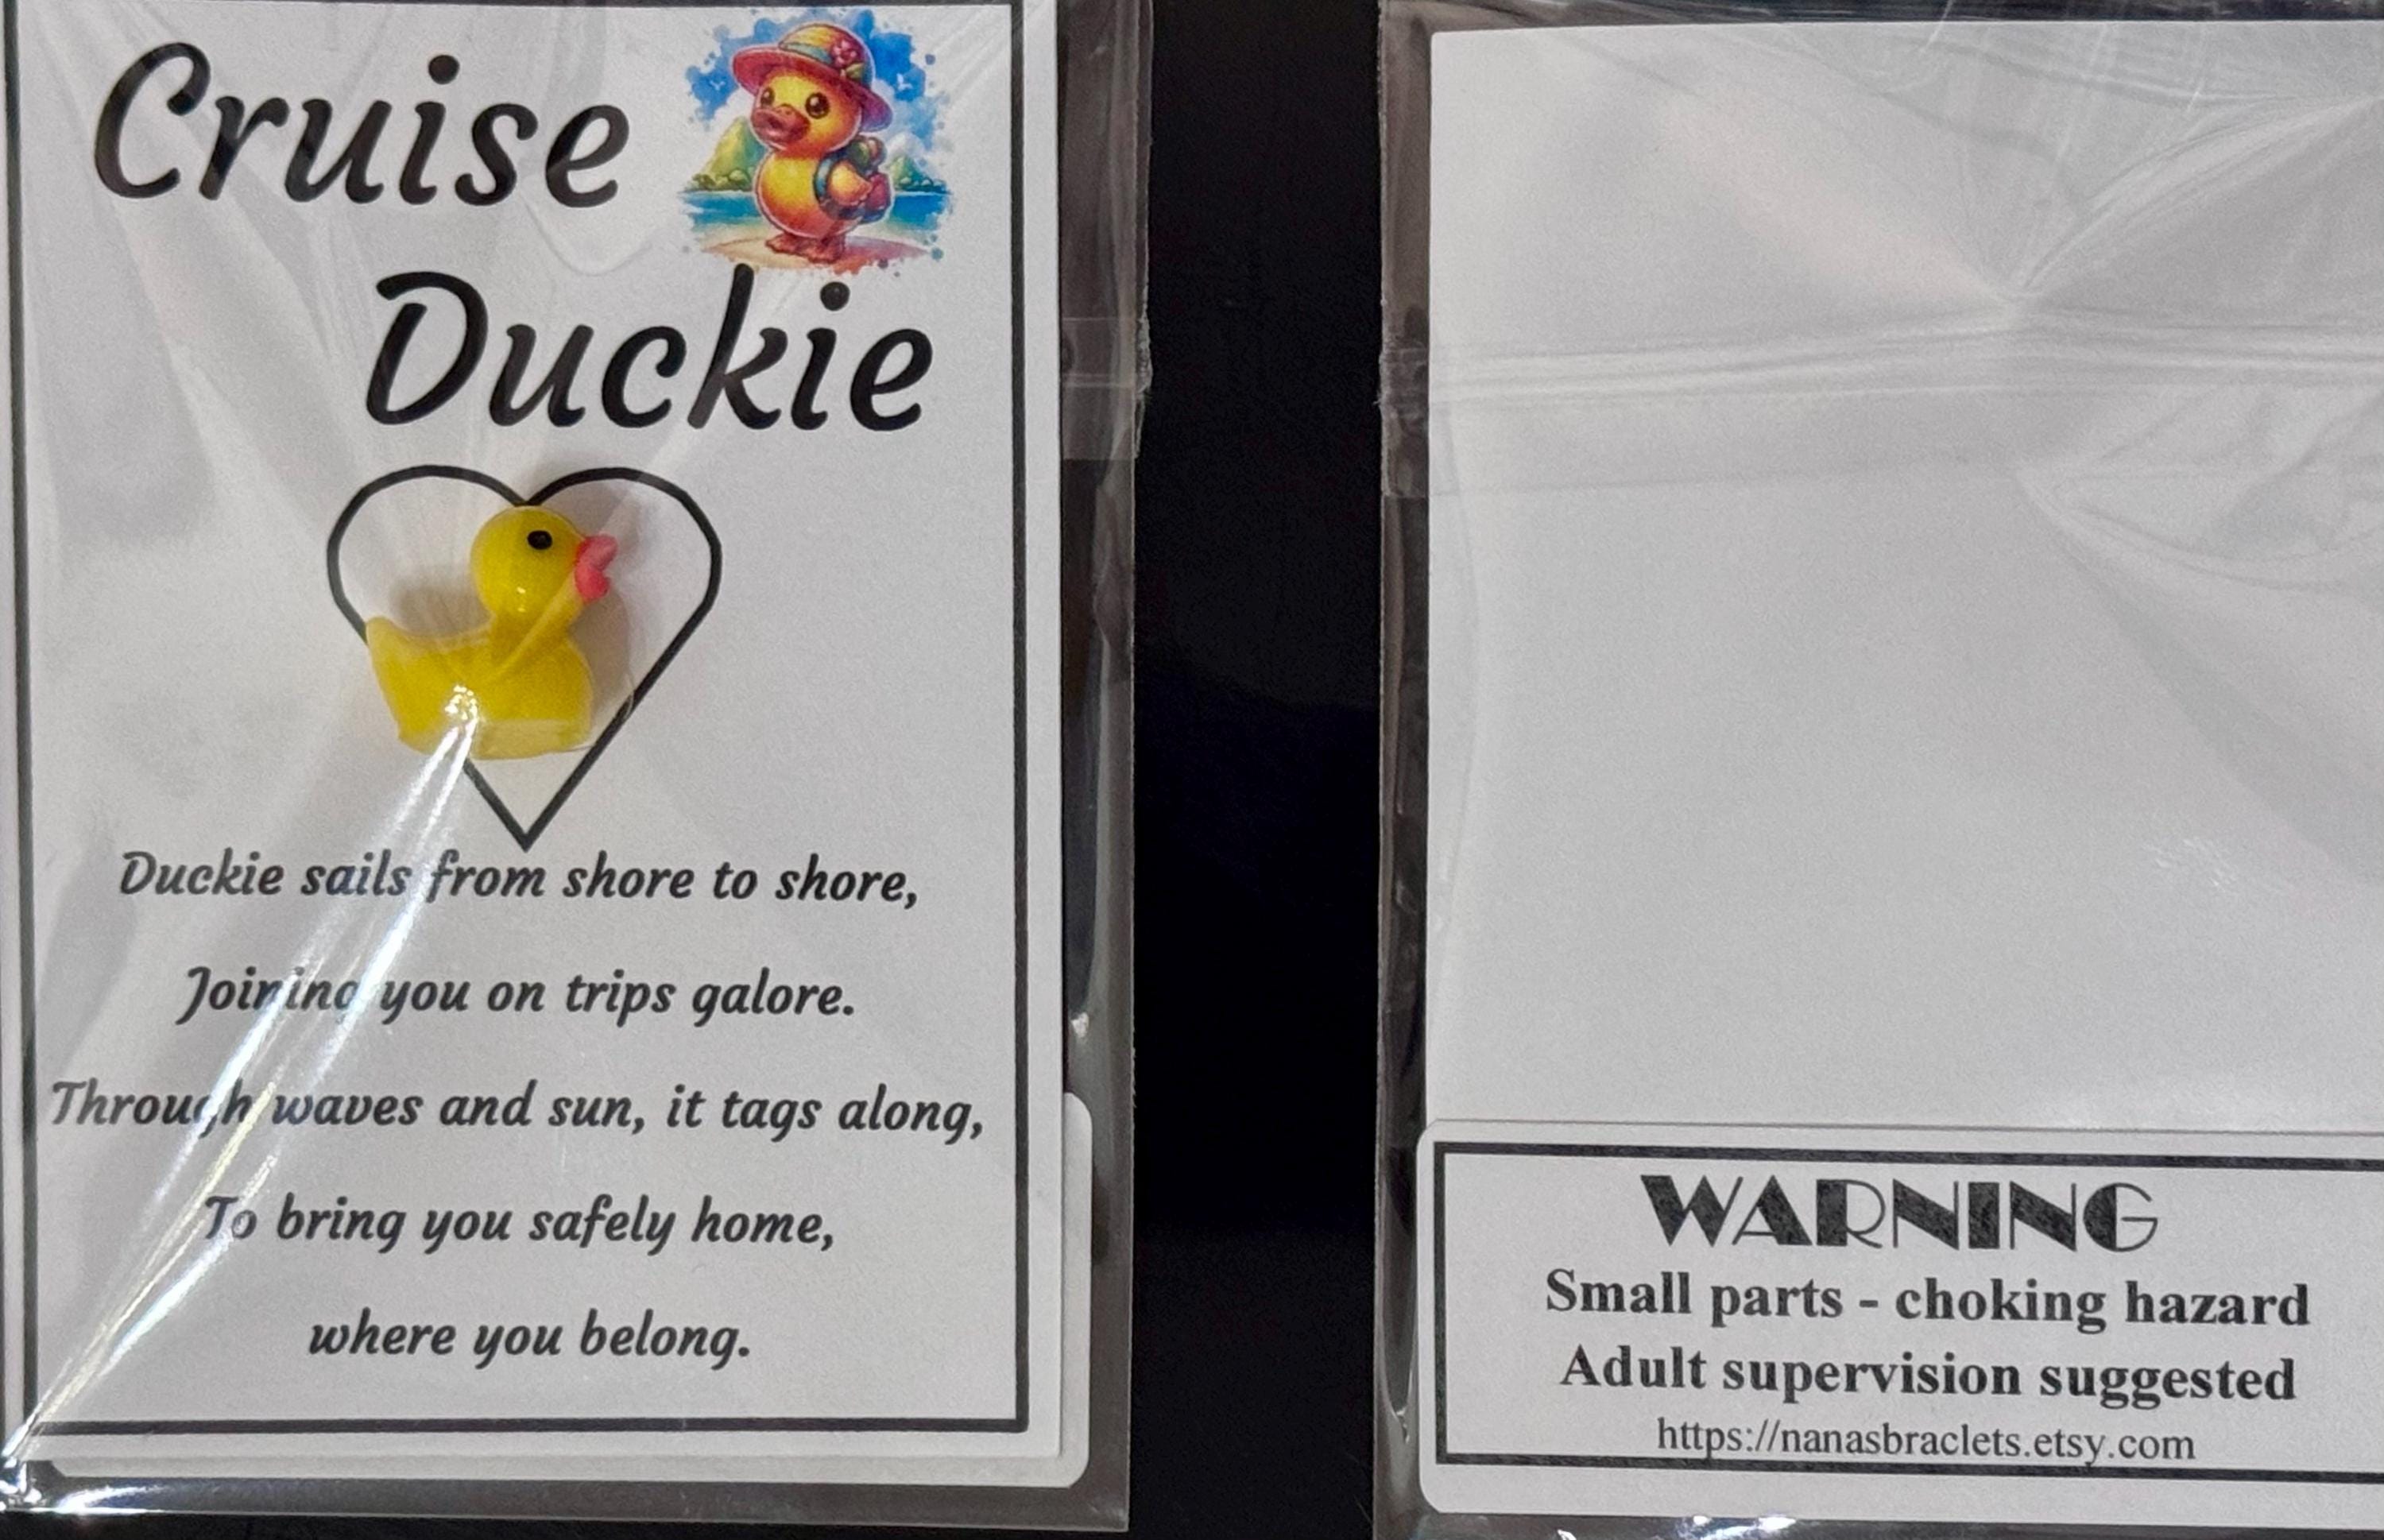 Cruise
Duckie
Duckie sails from shore to shore,
Joining you on trips galore.
Through waves and sun, it tags along,
To bring you safely home,
where you belong.
WARNING
Small parts - choking hazard
Adult supervision suggested
https://nanasbraclets.etsy.com